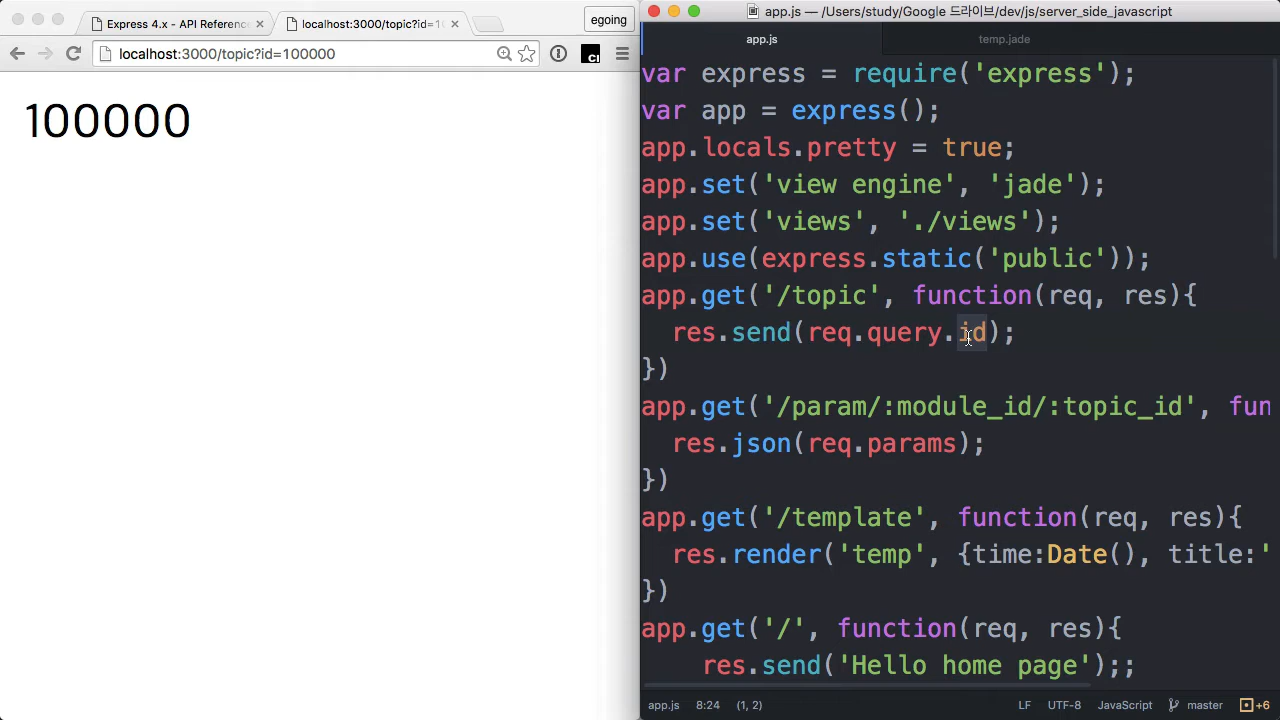 Express 4.x - API Referenc
localhost:3000/topic?id=1
egoing
localhost:3000/topic?id=100000
100000
app.js — /Users/study/Google 드라이브/dev/js/server_side_javascript
app.js
temp.jade
var express = require('express');
var app = express();
app.locals.pretty = true;
app.set('view engine', 'jade');
app.set('views', './views');
app.use(express.static('public'));
app.get('/topic', function(req, res){
  res.send(req.query.id);
})
app.get('/param/:module_id/:topic_id', fun
  res.json(req.params);
})
app.get('/template', function(req, res){
  res.render('temp', {time:Date(), title:'
})
app.get('/', function(req, res){
    res.send('Hello home page');;
app.js 8:24 (1, 2) LF UTF-8 JavaScript master +6